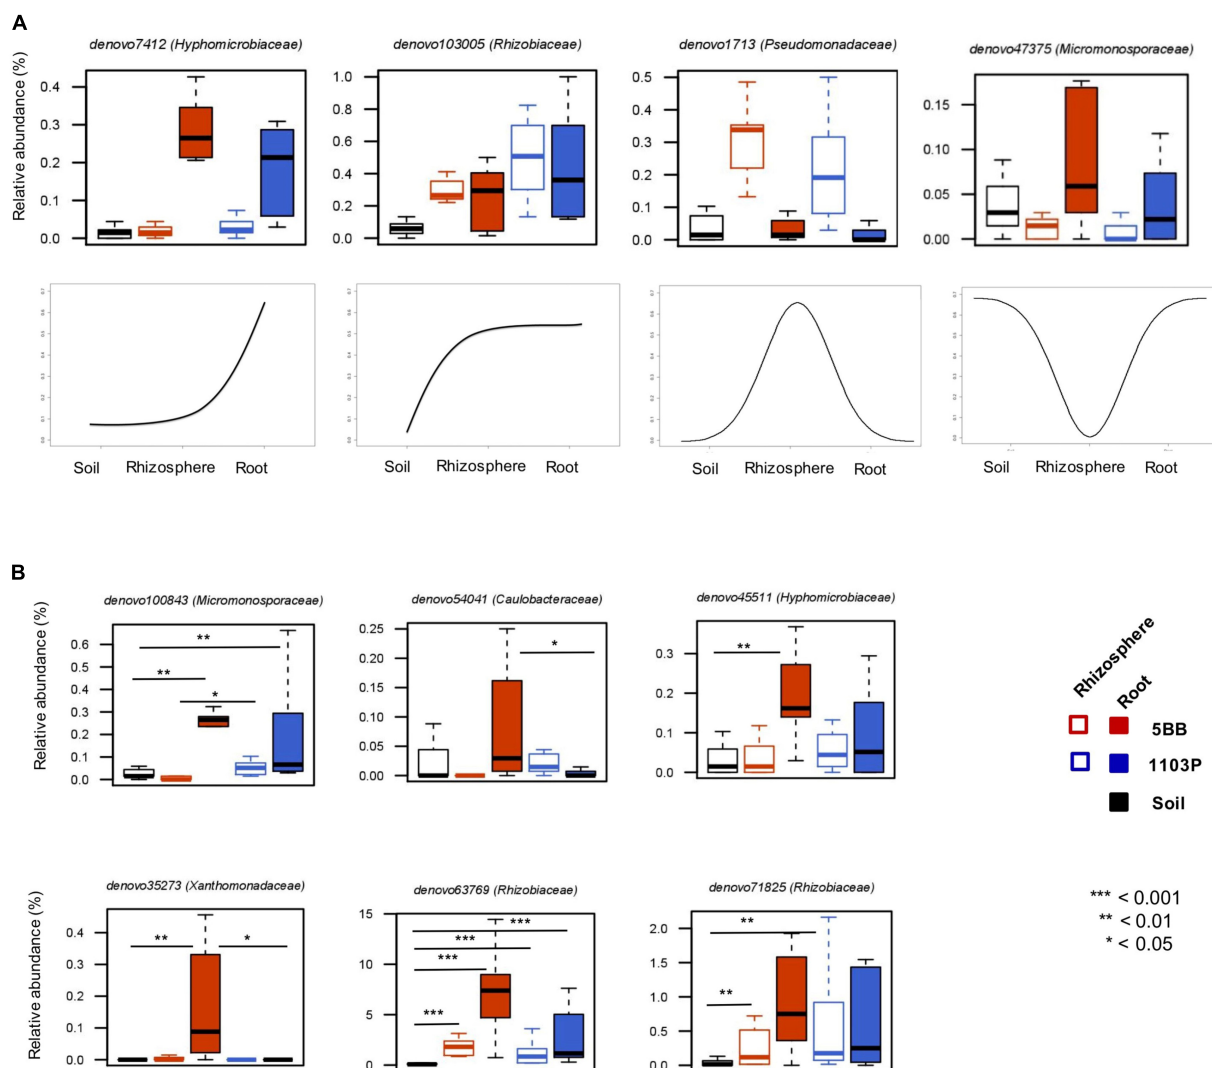 A
denovo7412 (Hyphomicrobiaceae)
denovo103005 (Rhizobiaceae)
denovo1713 (Pseudomonadaceae)
denovo47375 (Micromonosporaceae)
Relative abundance (%)
0.4
0.3
0.2
0.1
0.0
1.0
0.8
0.6
0.4
0.2
0.0
0.5
0.4
0.3
0.2
0.1
0.0
0.15
0.10
0.05
0.00
Soil Rhizosphere Root
Soil Rhizosphere Root
Soil Rhizosphere Root
Soil Rhizosphere Root
B
denovo100843 (Micromonosporaceae)
denovo54041 (Caulobacteraceae)
denovo45511 (Hyphomicrobiaceae)
Relative abundance (%)
0.6
0.5
0.4
0.3
0.2
0.1
0.0
**
**
*
0.25
0.20
0.15
0.10
0.05
0.00
*
0.3
0.2
0.1
0.0
**
Rhizosphere
Root
5BB
1103P
Soil
denovo35273 (Xanthomonadaceae)
denovo63769 (Rhizobiaceae)
denovo71825 (Rhizobiaceae)
Relative abundance (%)
0.4
0.3
0.2
0.1
0.0
**
*
15
10
5
0
***
***
***
***
2.0
1.5
1.0
0.5
0.0
**
**
*** < 0.001
** < 0.01
* < 0.05